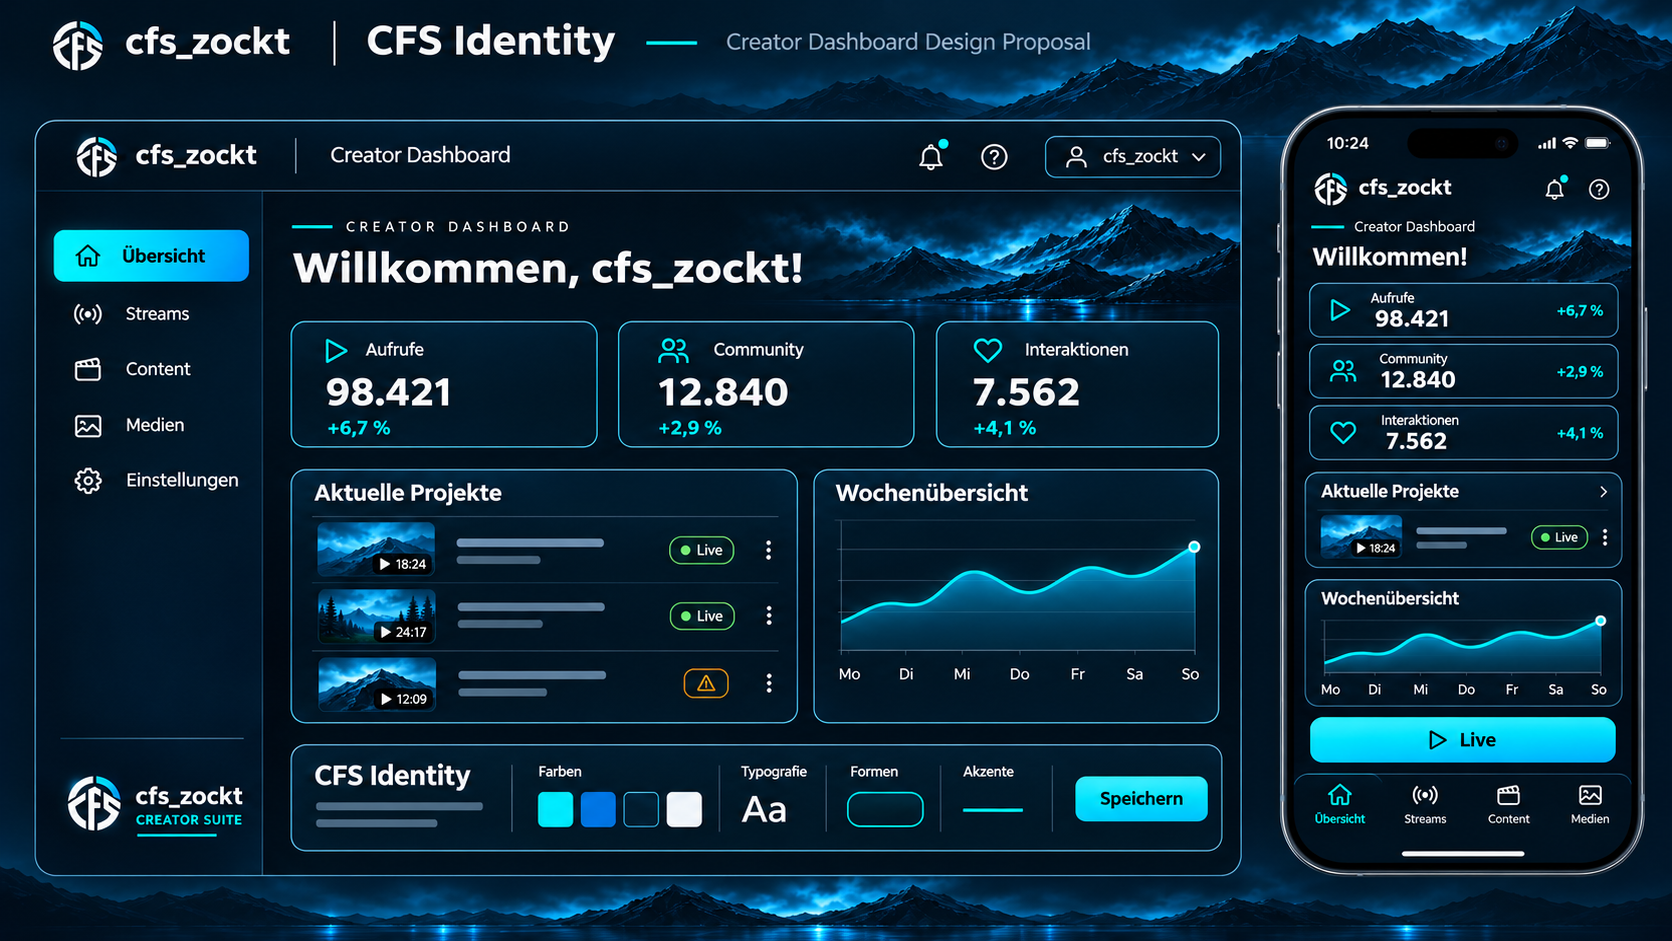 CFS cfs_zockt | CFS Identity — Creator Dashboard Design Proposal
CFS cfs_zockt | Creator Dashboard
cfs_zockt
Übersicht
Streams
Content
Medien
Einstellungen
CFS cfs_zockt
CREATOR SUITE
CREATOR DASHBOARD
Willkommen, cfs_zockt!
Aufrufe
98.421
+6,7 %
Community
12.840
+2,9 %
Interaktionen
7.562
+4,1 %
Aktuelle Projekte
18:24
Live
24:17
Live
12:09
Wochenübersicht
Mo Di Mi Do Fr Sa So
CFS Identity
Farben
Typografie
Aa
Formen
Akzente
Speichern
10:24
CFS cfs_zockt
Creator Dashboard
Willkommen!
Aufrufe
98.421
+6,7 %
Community
12.840
+2,9 %
Interaktionen
7.562
+4,1 %
Aktuelle Projekte
18:24
Live
Wochenübersicht
Mo Di Mi Do Fr Sa So
Live
Übersicht Streams Content Medien